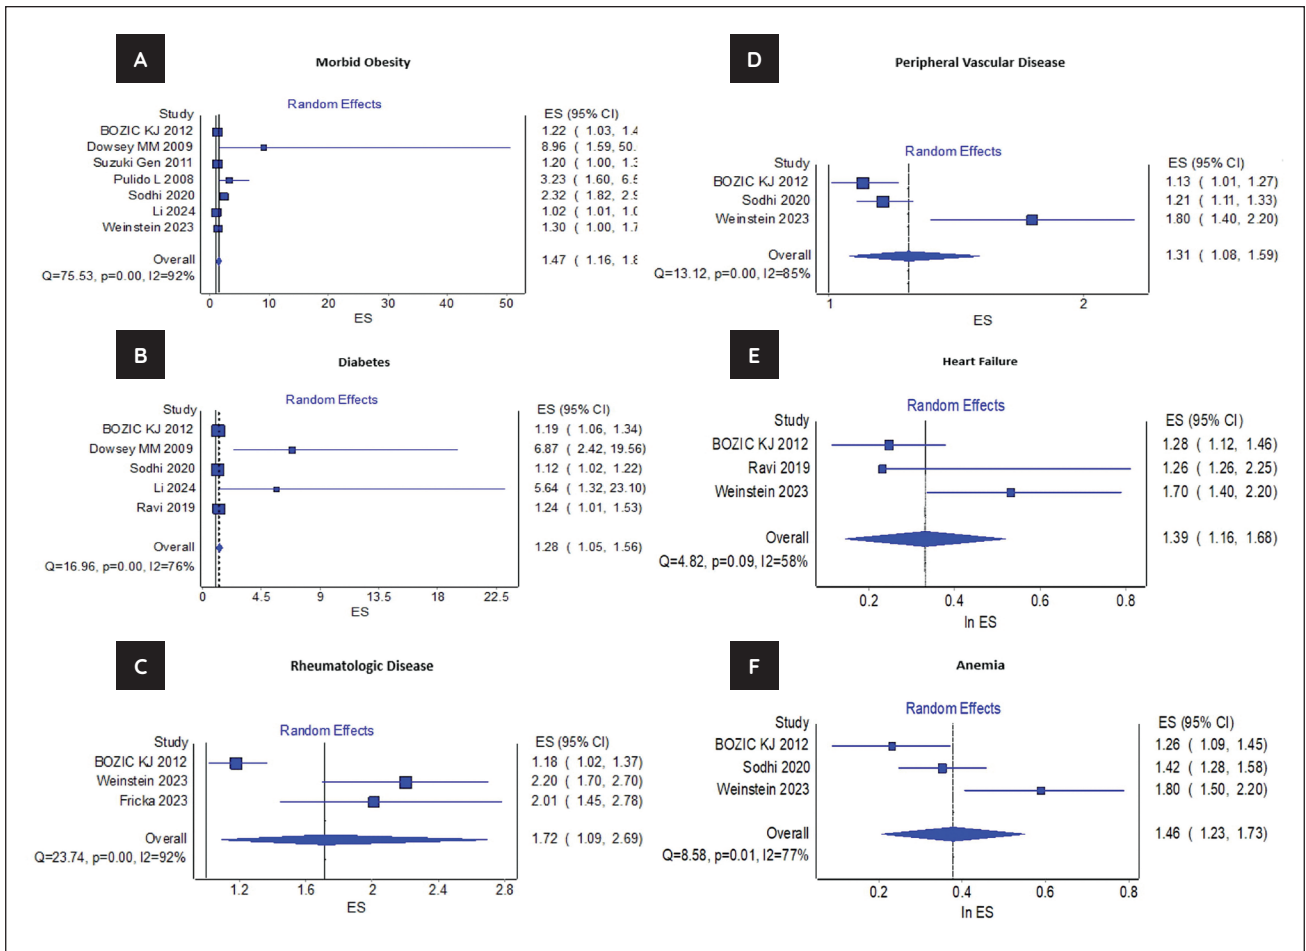 A
Morbid Obesity
Random Effects
Study ES (95% CI)
BOZIC KJ 2012 1.22 ( 1.03, 1.4
Dowsey MM 2009 8.96 ( 1.59, 50.
Suzuki Gen 2011 1.20 ( 1.00, 1.3
Pulido L 2008 3.23 ( 1.60, 6.5
Sodhi 2020 2.32 ( 1.82, 2.9
Li 2024 1.02 ( 1.01, 1.0
Weinstein 2023 1.30 ( 1.00, 1.7
Overall 1.47 ( 1.16, 1.8
Q=75.53, p=0.00, I2=92%
0 10 20 30 40 50
ES
B
Diabetes
Random Effects
Study ES (95% CI)
BOZIC KJ 2012 1.19 ( 1.06, 1.34)
Dowsey MM 2009 6.87 ( 2.42, 19.56)
Sodhi 2020 1.12 ( 1.02, 1.22)
Li 2024 5.64 ( 1.32, 23.10)
Ravi 2019 1.24 ( 1.01, 1.53)
Overall 1.28 ( 1.05, 1.56)
Q=16.96, p=0.00, I2=76%
0 4.5 9 13.5 18 22.5
ES
C
Rheumatologic Disease
Random Effects
Study ES (95% CI)
BOZIC KJ 2012 1.18 ( 1.02, 1.37)
Weinstein 2023 2.20 ( 1.70, 2.70)
Fricka 2023 2.01 ( 1.45, 2.78)
Overall 1.72 ( 1.09, 2.69)
Q=23.74, p=0.00, I2=92%
1.2 1.6 2 2.4 2.8
ES
D
Peripheral Vascular Disease
Random Effects
Study ES (95% CI)
BOZIC KJ 2012 1.13 ( 1.01, 1.27)
Sodhi 2020 1.21 ( 1.11, 1.33)
Weinstein 2023 1.80 ( 1.40, 2.20)
Overall 1.31 ( 1.08, 1.59)
Q=13.12, p=0.00, I2=85%
1 2
ES
E
Heart Failure
Random Effects
Study ES (95% CI)
BOZIC KJ 2012 1.28 ( 1.12, 1.46)
Ravi 2019 1.26 ( 1.26, 2.25)
Weinstein 2023 1.70 ( 1.40, 2.20)
Overall 1.39 ( 1.16, 1.68)
Q=4.82, p=0.09, I2=58%
0.2 0.4 0.6 0.8
ln ES
F
Anemia
Random Effects
Study ES (95% CI)
BOZIC KJ 2012 1.26 ( 1.09, 1.45)
Sodhi 2020 1.42 ( 1.28, 1.58)
Weinstein 2023 1.80 ( 1.50, 2.20)
Overall 1.46 ( 1.23, 1.73)
Q=8.58, p=0.01, I2=77%
0.2 0.4 0.6 0.8
ln ES